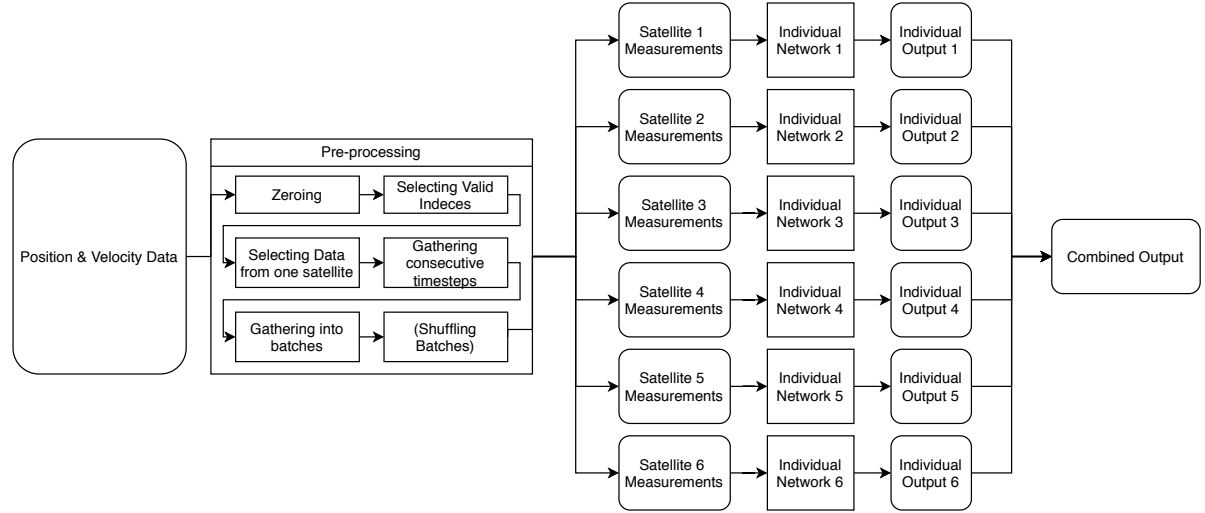 Position & Velocity Data
Pre-processing
Zeroing
Selecting Valid
Indeces
Selecting Data
from one satellite
Gathering
consecutive
timesteps
Gathering into
batches
(Shuffling
Batches)
Satellite 1
Measurements
Individual
Network 1
Individual
Output 1
Satellite 2
Measurements
Individual
Network 2
Individual
Output 2
Satellite 3
Measurements
Individual
Network 3
Individual
Output 3
Satellite 4
Measurements
Individual
Network 4
Individual
Output 4
Satellite 5
Measurements
Individual
Network 5
Individual
Output 5
Satellite 6
Measurements
Individual
Network 6
Individual
Output 6
Combined Output